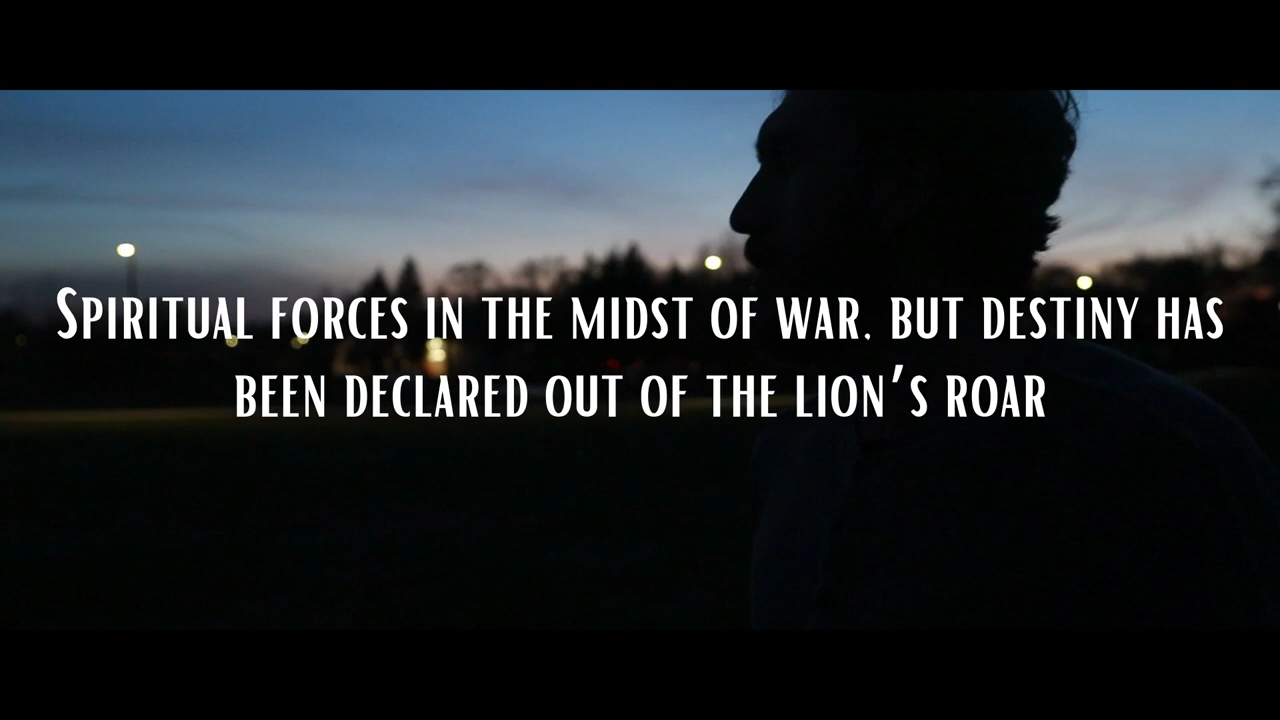 Spiritual forces in the midst of war, but destiny has
been declared out of the lion's roar